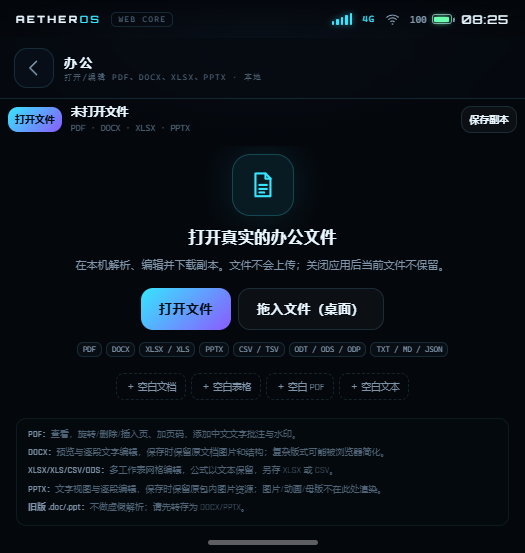 AETHEROS WEB CORE 4G 100 08:25
办公
打开/编辑 PDF、DOCX、XLSX、PPTX · 本地
打开文件 未打开文件 保存副本
PDF · DOCX · XLSX · PPTX
打开真实的办公文件
在本机解析、编辑并下载副本。文件不会上传；关闭应用后当前文件不保留。
打开文件 拖入文件（桌面）
PDF DOCX XLSX / XLS PPTX CSV / TSV ODT / ODS / ODP TXT / MD / JSON
+ 空白文档 + 空白表格 + 空白 PDF + 空白文本
PDF：查看、旋转/删除/插入页、加页码、添加中文文字批注与水印。
DOCX：预览与逐段文字编辑，保存时保留原文档图片和结构；复杂版式可能被浏览器简化。
XLSX/XLS/CSV/ODS：多工作表网格编辑，公式以文本保留，另存 XLSX 或 CSV。
PPTX：文字视图与逐段编辑，保存时保留原包内图片资源；图片/动画/母版不在此处渲染。
旧版 .doc/.ppt：不做虚假解析；请先转存为 DOCX/PPTX。